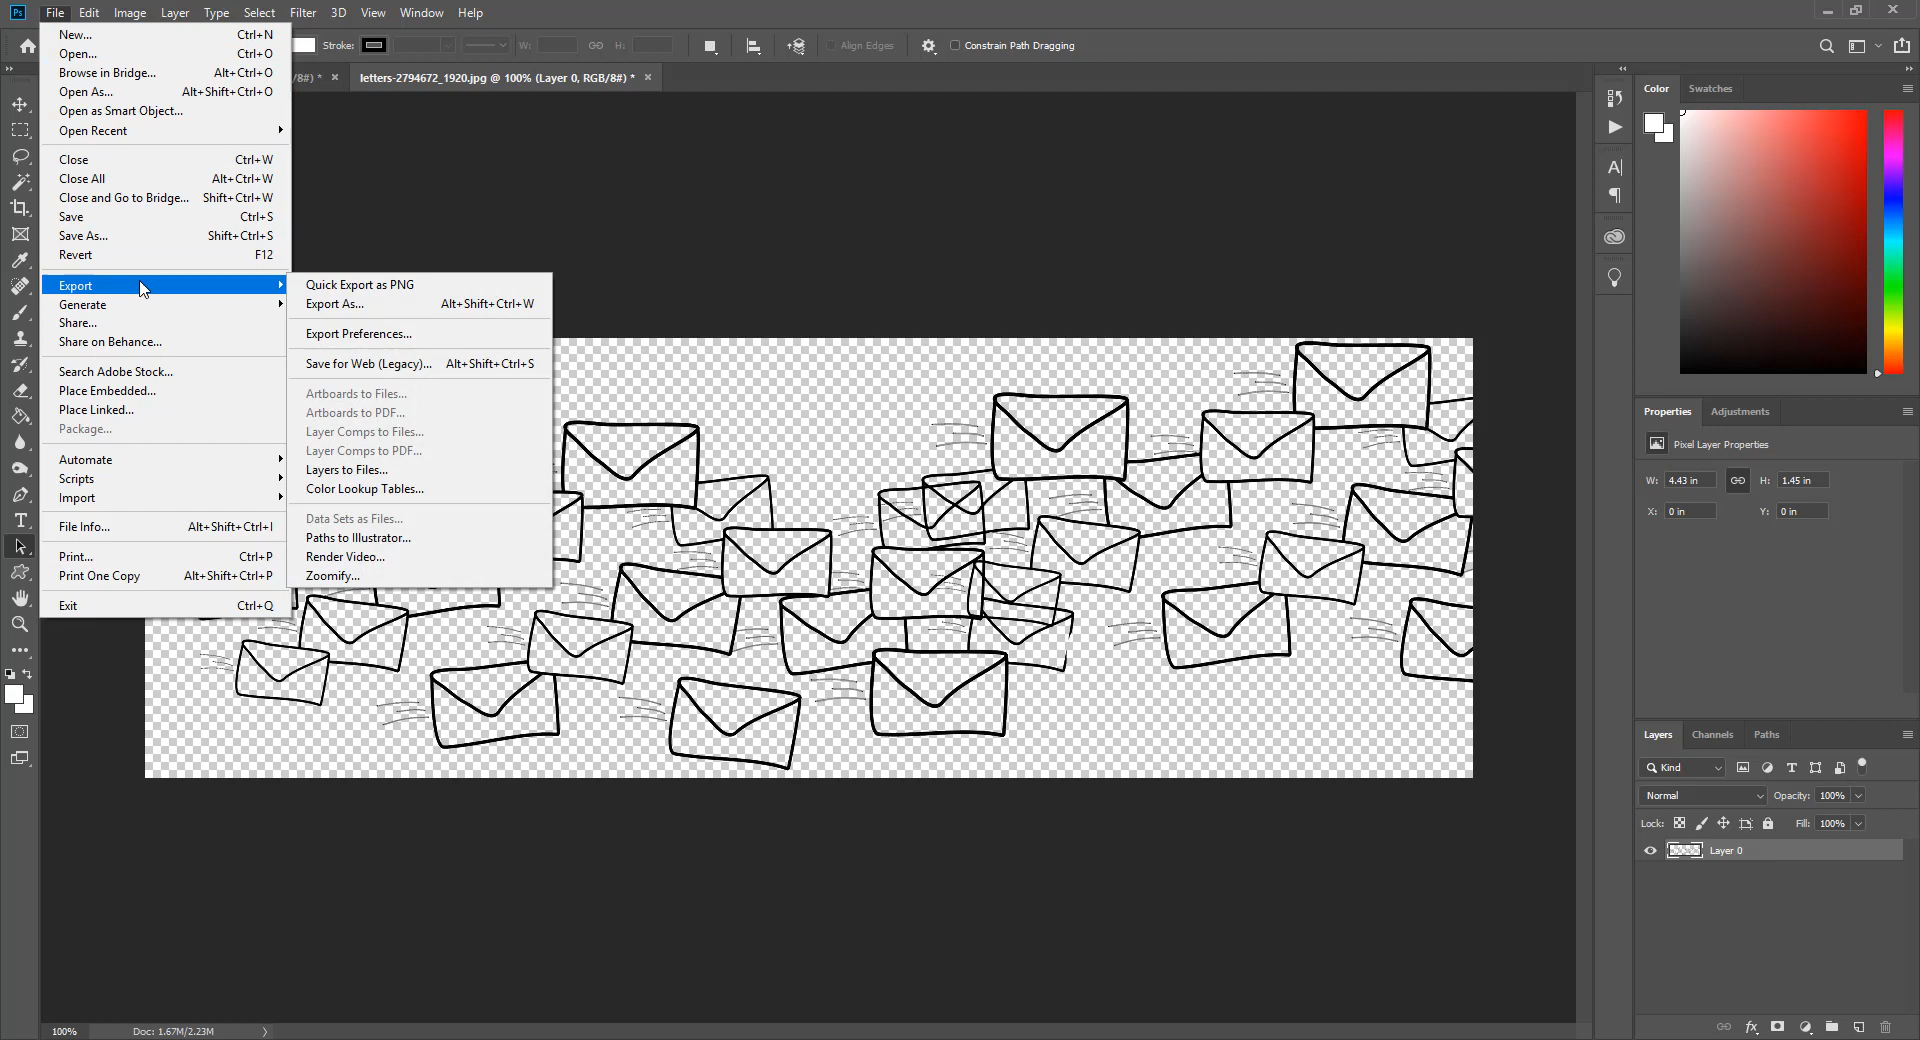 Ps File Edit Image Layer Type Select Filter 3D View Window Help
Stroke: W: H: Align Edges Constrain Path Dragging
/8#) * × letters-2794672_1920.jpg @ 100% (Layer 0, RGB/8#) * ×
New... Ctrl+N
Open... Ctrl+O
Browse in Bridge... Alt+Ctrl+O
Open As... Alt+Shift+Ctrl+O
Open as Smart Object...
Open Recent
Close Ctrl+W
Close All Alt+Ctrl+W
Close and Go to Bridge... Shift+Ctrl+W
Save Ctrl+S
Save As... Shift+Ctrl+S
Revert F12
Export
Generate
Share...
Share on Behance...
Search Adobe Stock...
Place Embedded...
Place Linked...
Package...
Automate
Scripts
Import
File Info... Alt+Shift+Ctrl+I
Print... Ctrl+P
Print One Copy Alt+Shift+Ctrl+P
Exit Ctrl+Q
Quick Export as PNG
Export As... Alt+Shift+Ctrl+W
Export Preferences...
Save for Web (Legacy)... Alt+Shift+Ctrl+S
Artboards to Files...
Artboards to PDF...
Layer Comps to Files...
Layer Comps to PDF...
Layers to Files...
Color Lookup Tables...
Data Sets as Files...
Paths to Illustrator...
Render Video...
Zoomify...
Color Swatches
Properties Adjustments
Pixel Layer Properties
W: 4.43 in H: 1.45 in
X: 0 in Y: 0 in
Layers Channels Paths
Kind
Normal Opacity: 100%
Lock: Fill: 100%
Layer 0
fx
100% Doc: 1.67M/2.23M